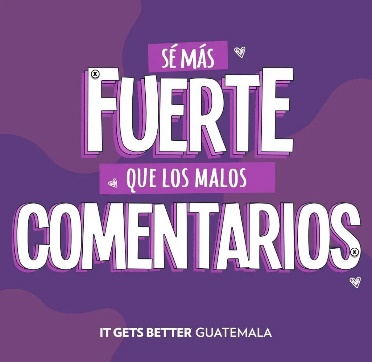 SÉ MÁS
FUERTE
QUE LOS MALOS
COMENTARIOS
IT GETS BETTER GUATEMALA